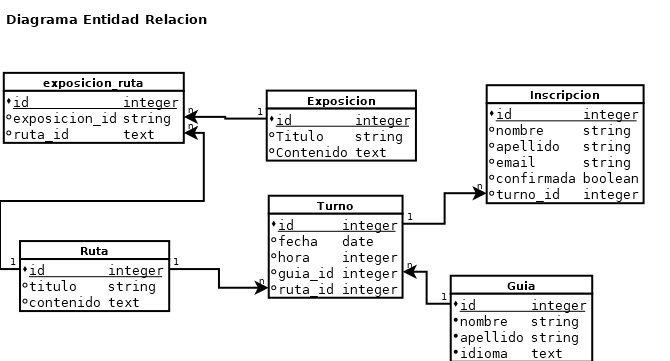 Diagrama Entidad Relacion
exposicion_ruta
id integer
exposicion_id string
ruta_id text
n
n
1
Exposicion
id integer
Titulo string
Contenido text
Inscripcion
id integer
nombre string
apellido string
email string
confirmada boolean
turno_id integer
n
Turno
id integer
fecha date
hora integer
guia_id integer
ruta_id integer
1
n
n
1
Ruta
id integer
titulo string
contenido text
1
1
Guia
id integer
nombre string
apellido string
idioma text